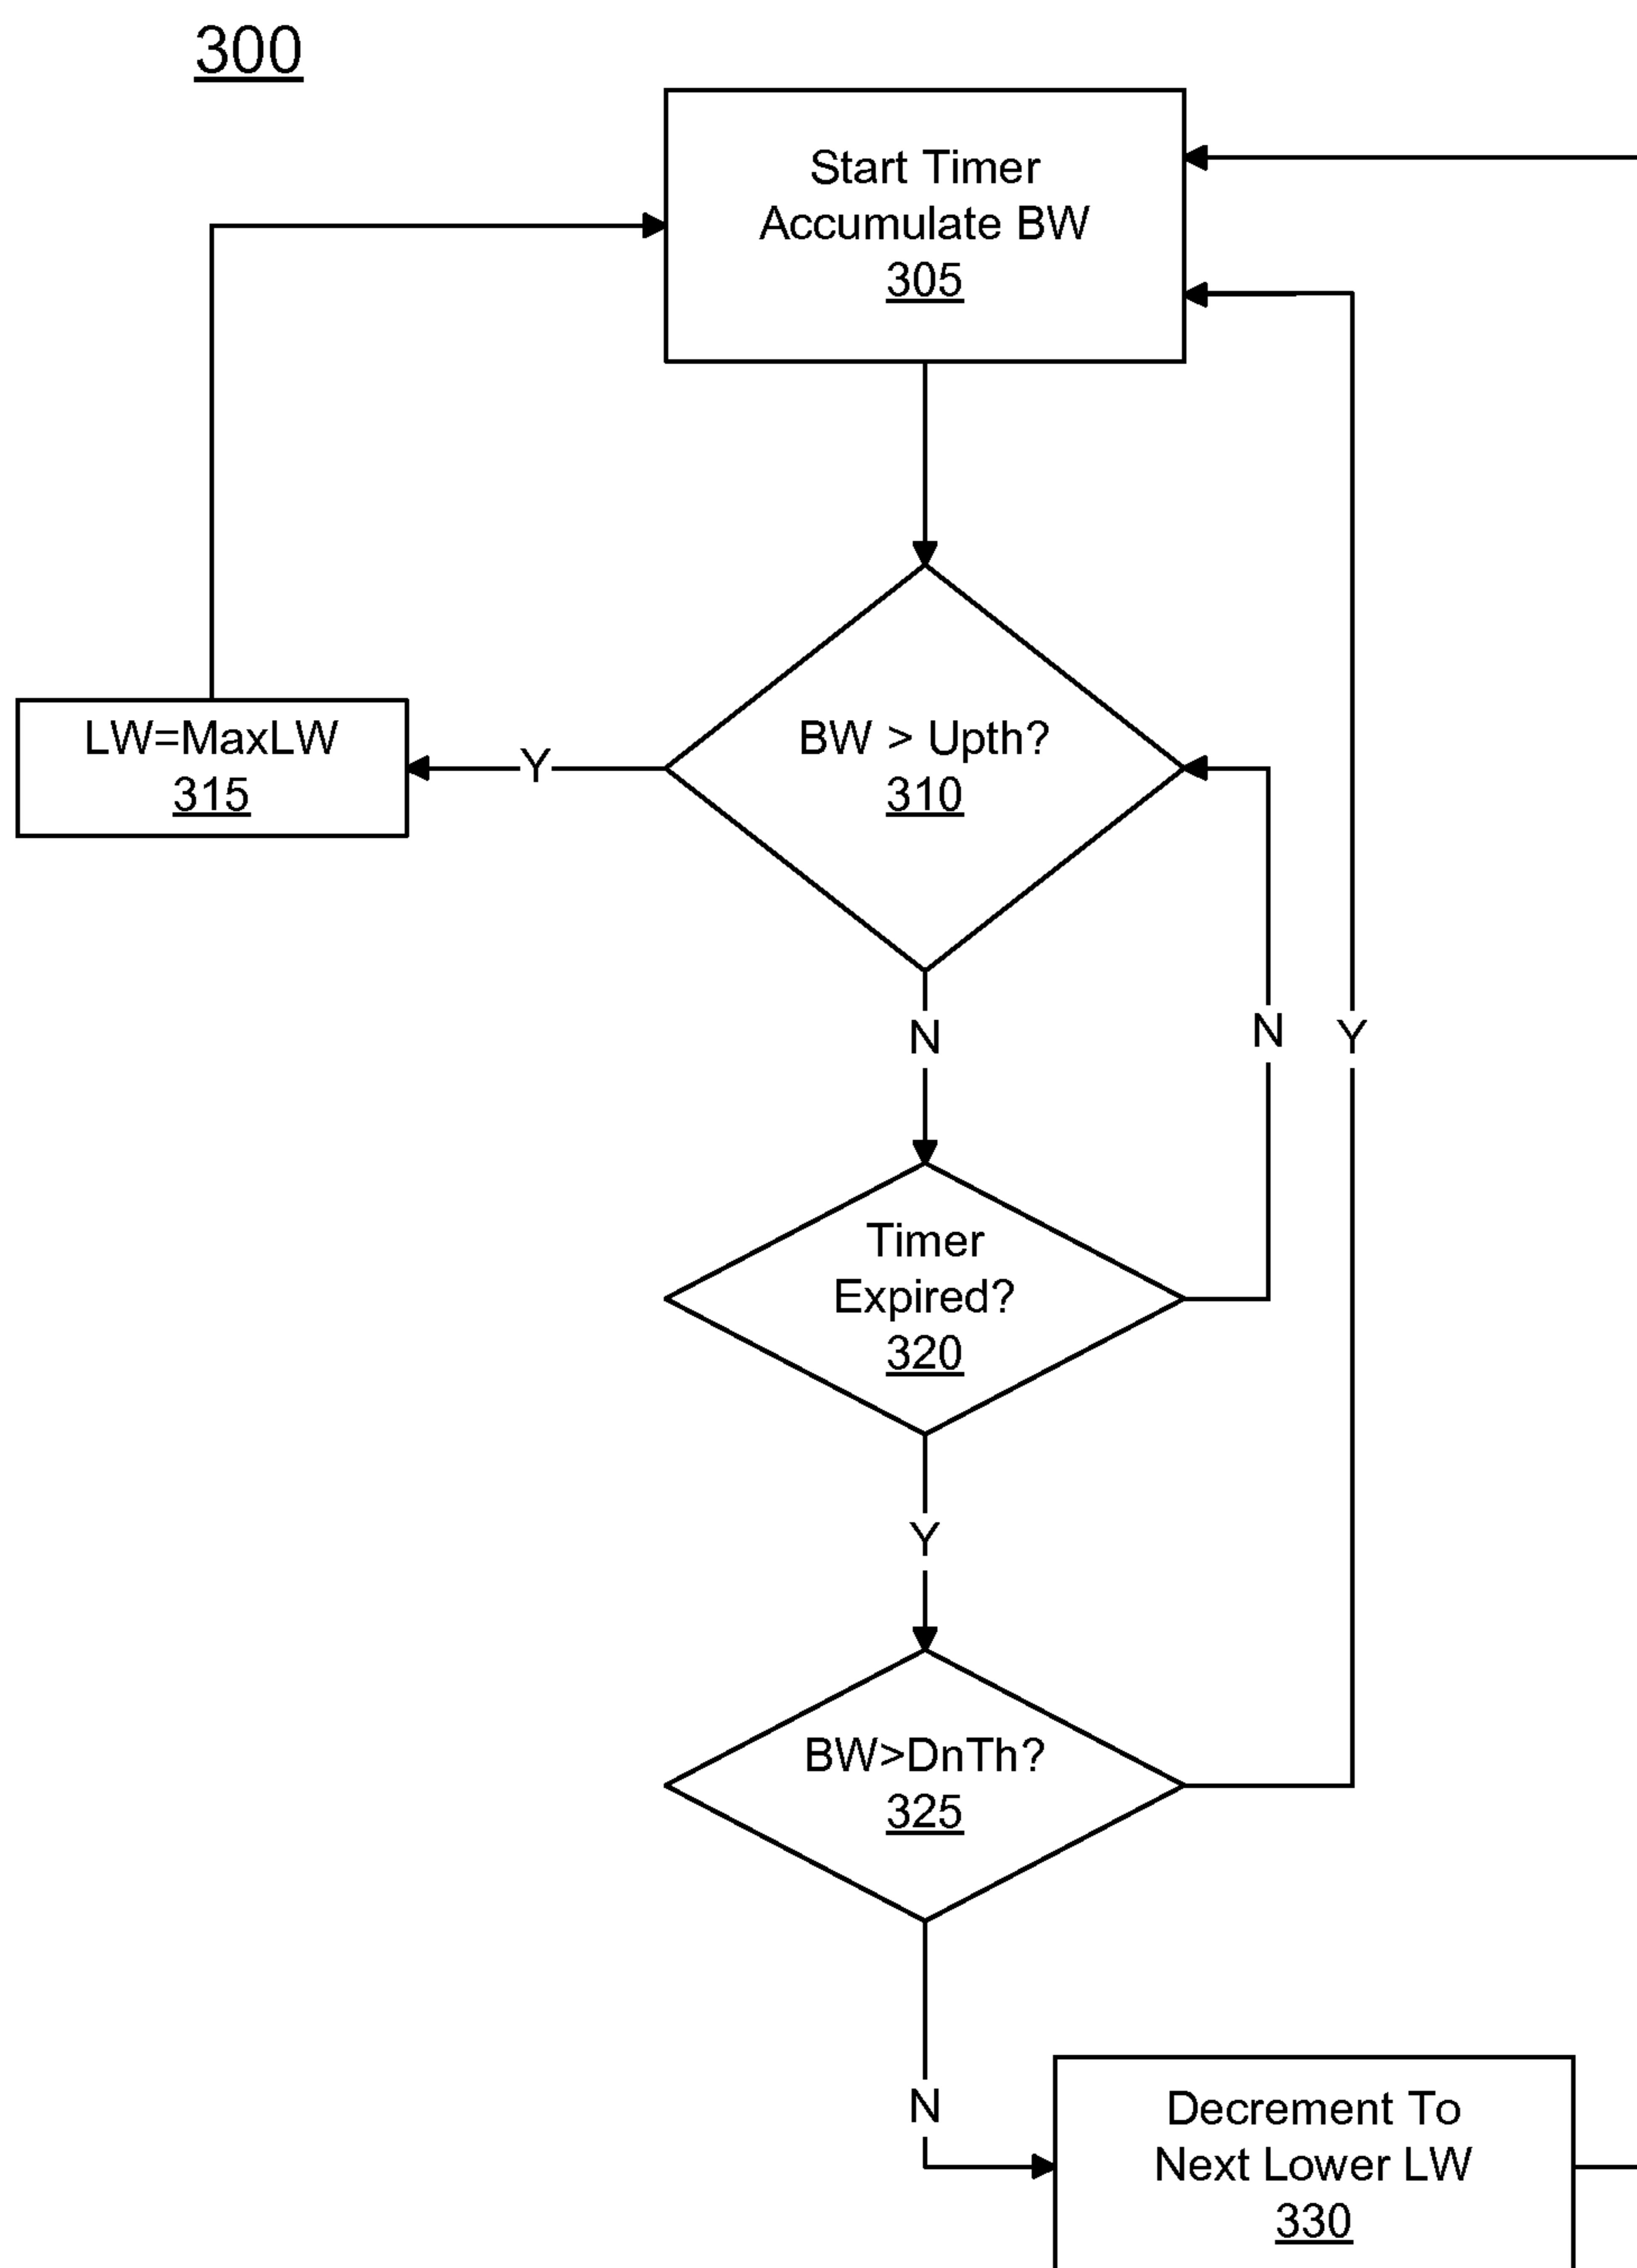 300
Start Timer
Accumulate BW
305
BW > Upth?
310
Y
LW=MaxLW
315
N
N
Y
Timer
Expired?
320
Y
BW>DnTh?
325
N
Decrement To
Next Lower LW
330